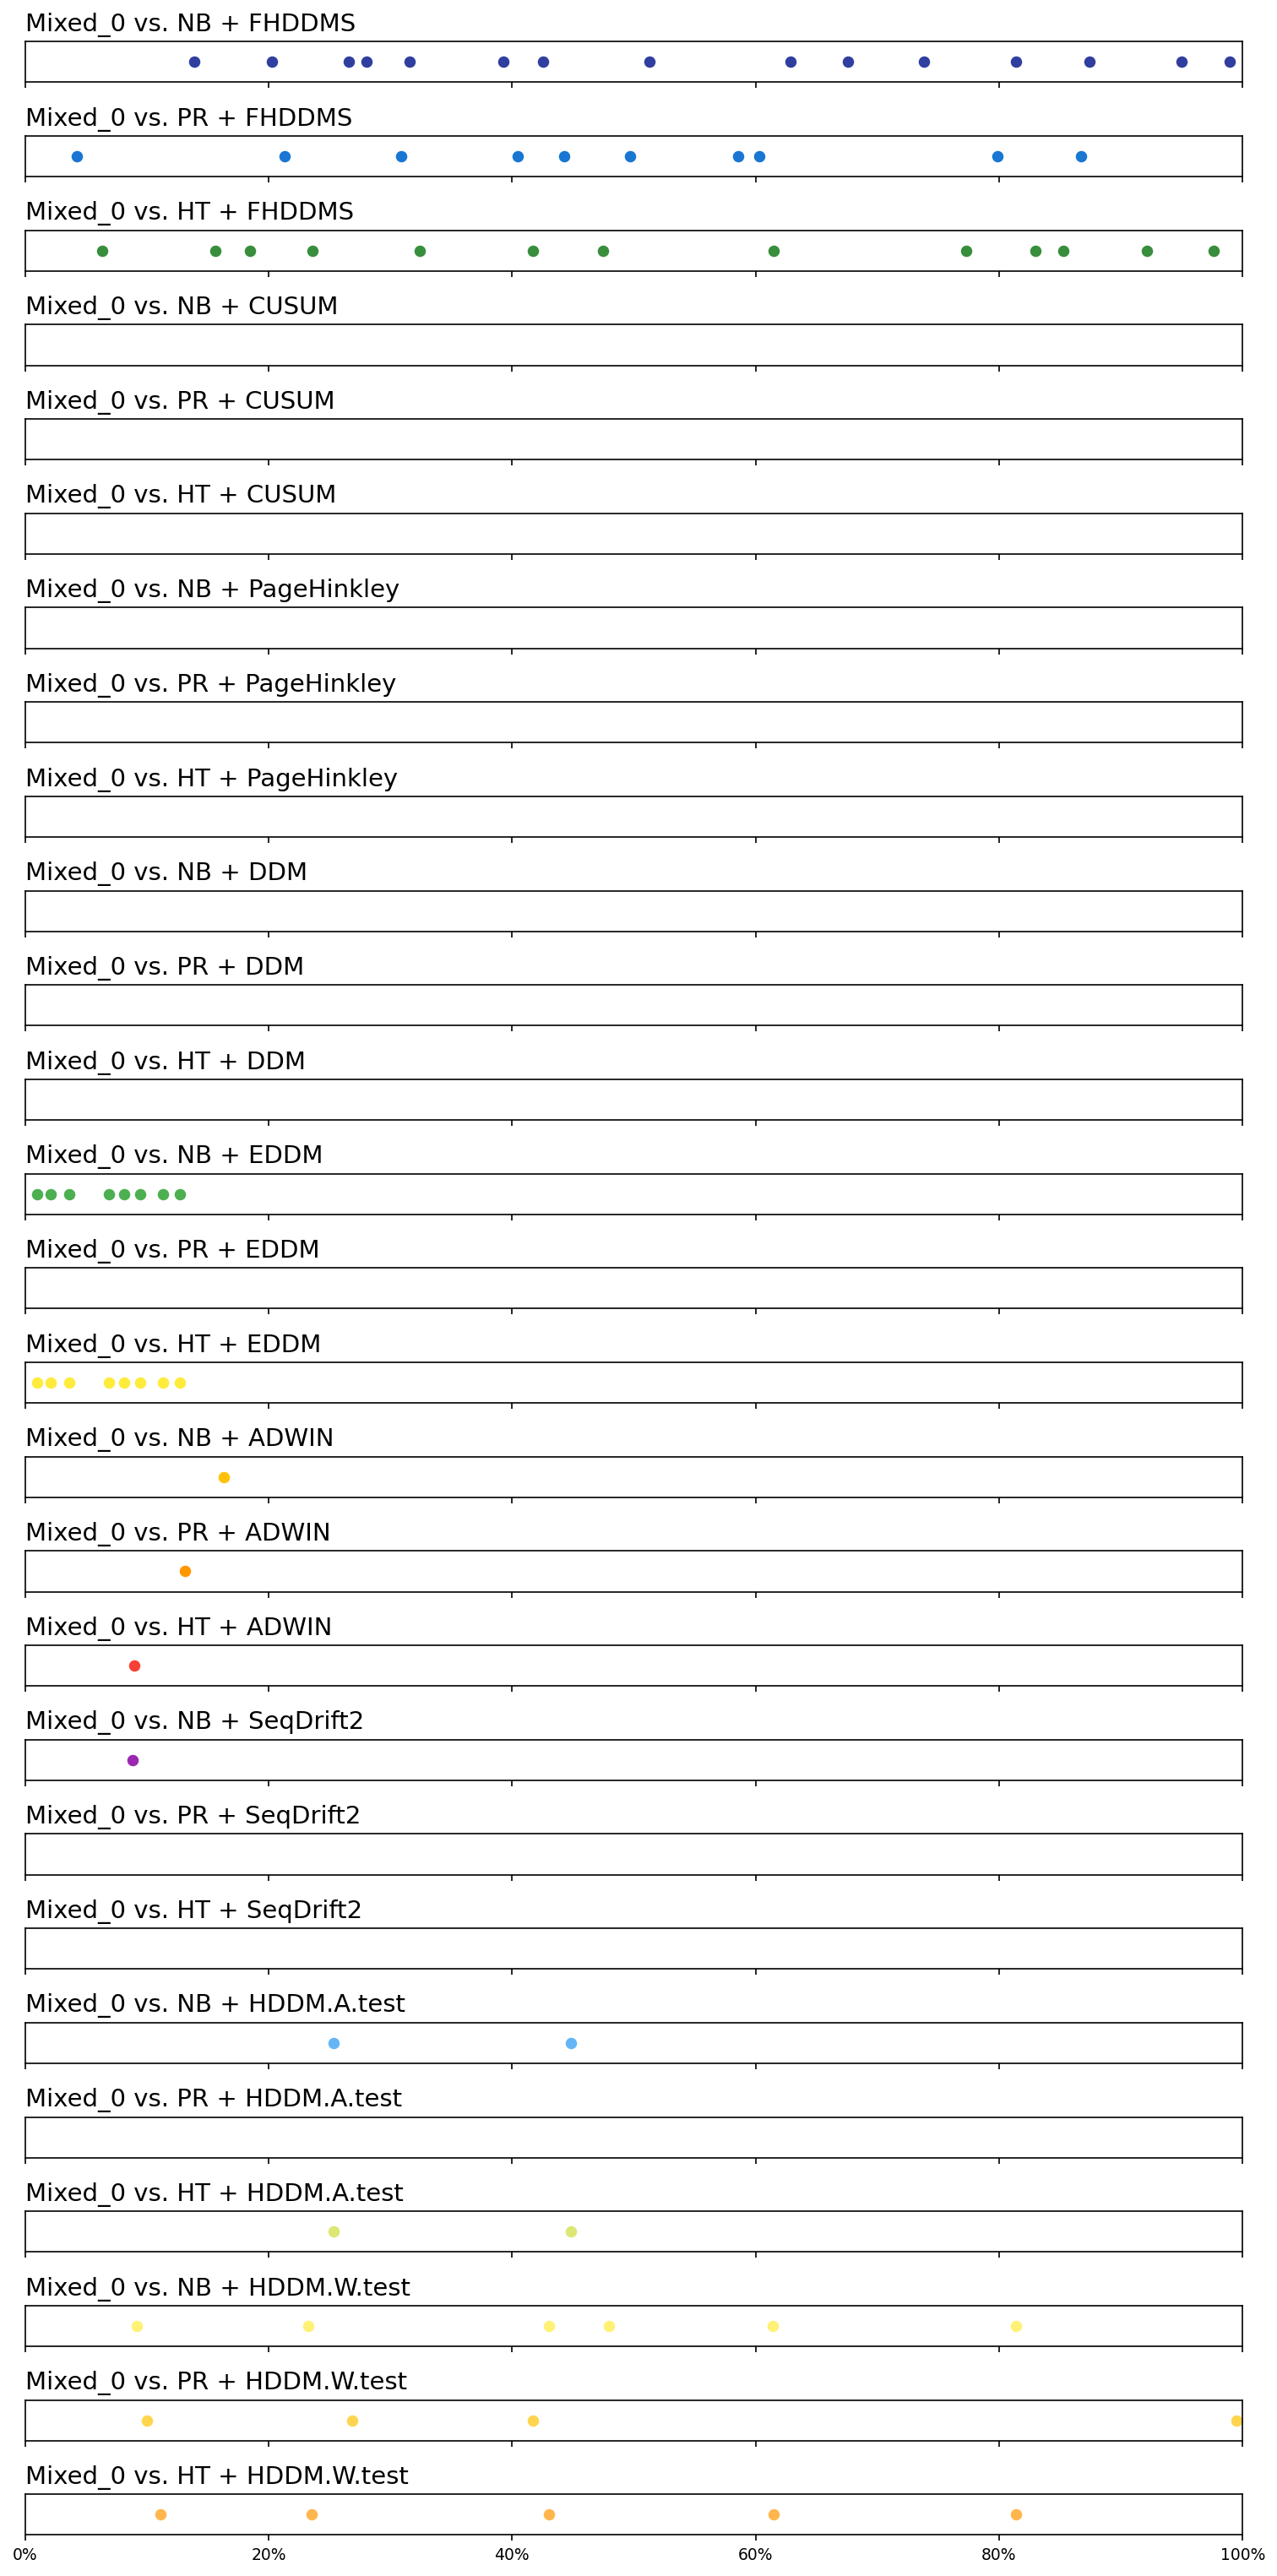 Mixed_0 vs. NB + FHDDMS
Mixed_0 vs. PR + FHDDMS
Mixed_0 vs. HT + FHDDMS
Mixed_0 vs. NB + CUSUM
Mixed_0 vs. PR + CUSUM
Mixed_0 vs. HT + CUSUM
Mixed_0 vs. NB + PageHinkley
Mixed_0 vs. PR + PageHinkley
Mixed_0 vs. HT + PageHinkley
Mixed_0 vs. NB + DDM
Mixed_0 vs. PR + DDM
Mixed_0 vs. HT + DDM
Mixed_0 vs. NB + EDDM
Mixed_0 vs. PR + EDDM
Mixed_0 vs. HT + EDDM
Mixed_0 vs. NB + ADWIN
Mixed_0 vs. PR + ADWIN
Mixed_0 vs. HT + ADWIN
Mixed_0 vs. NB + SeqDrift2
Mixed_0 vs. PR + SeqDrift2
Mixed_0 vs. HT + SeqDrift2
Mixed_0 vs. NB + HDDM.A.test
Mixed_0 vs. PR + HDDM.A.test
Mixed_0 vs. HT + HDDM.A.test
Mixed_0 vs. NB + HDDM.W.test
Mixed_0 vs. PR + HDDM.W.test
Mixed_0 vs. HT + HDDM.W.test
0% 20% 40% 60% 80% 100%